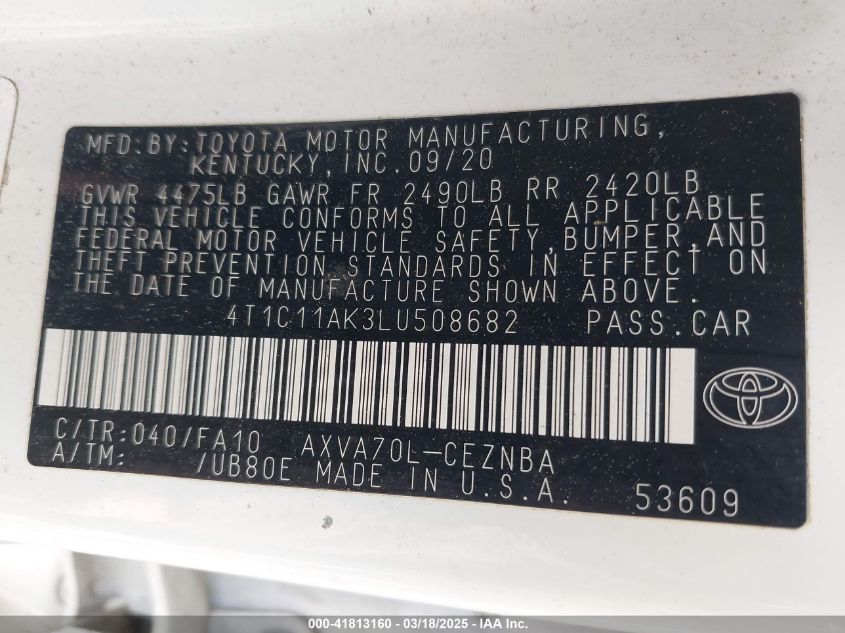 MFD.BY:TOYOTA MOTOR MANUFACTURING,
KENTUCKY,INC.09/20
GVWR 4475LB GAWR FR 2490LB RR 2420LB
THIS VEHICLE CONFORMS TO ALL APPLICABLE
FEDERAL MOTOR VEHICLE SAFETY,BUMPER,AND
THEFT PREVENTION STANDARDS IN EFFECT ON
THE DATE OF MANUFACTURE SHOWN ABOVE.
4T1C11AK3LU508682 PASS.CAR
C/TR:040/FA10 AXVA70L-CEZNBA
A/TM: /UB80E MADE IN U.S.A.
53609
000-41813160 - 03/18/2025 - IAA Inc.